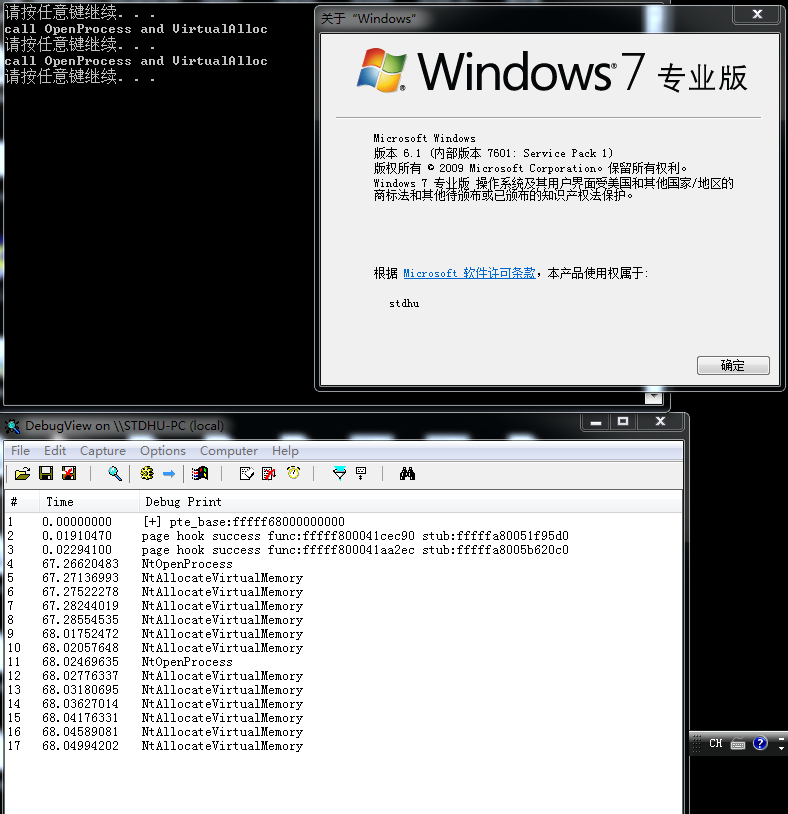 请按任意键继续. . .
call OpenProcess and VirtualAlloc
请按任意键继续. . .
call OpenProcess and VirtualAlloc
请按任意键继续. . .
关于“Windows”
Windows® 7 专业版
Microsoft Windows
版本 6.1 (内部版本 7601: Service Pack 1)
版权所有 © 2009 Microsoft Corporation。保留所有权利。
Windows 7 专业版 操作系统及其用户界面受美国和其他国家/地区的
商标法和其他待颁布或已颁布的知识产权法保护。
根据 Microsoft 软件许可条款，本产品使用权属于:
stdhu
确定
DebugView on \\STDHU-PC (local)
File Edit Capture Options Computer Help
# Time Debug Print
1 0.00000000 [+] pte_base:fffff68000000000
2 0.01910470 page hook success func:fffff800041cec90 stub:fffffa80051f95d0
3 0.02294100 page hook success func:fffff800041aa2ec stub:fffffa8005b620c0
4 67.26620483 NtOpenProcess
5 67.27136993 NtAllocateVirtualMemory
6 67.27522278 NtAllocateVirtualMemory
7 67.28244019 NtAllocateVirtualMemory
8 67.28554535 NtAllocateVirtualMemory
9 68.01752472 NtAllocateVirtualMemory
10 68.02057648 NtAllocateVirtualMemory
11 68.02469635 NtOpenProcess
12 68.02776337 NtAllocateVirtualMemory
13 68.03180695 NtAllocateVirtualMemory
14 68.03627014 NtAllocateVirtualMemory
15 68.04176331 NtAllocateVirtualMemory
16 68.04589081 NtAllocateVirtualMemory
17 68.04994202 NtAllocateVirtualMemory
CH